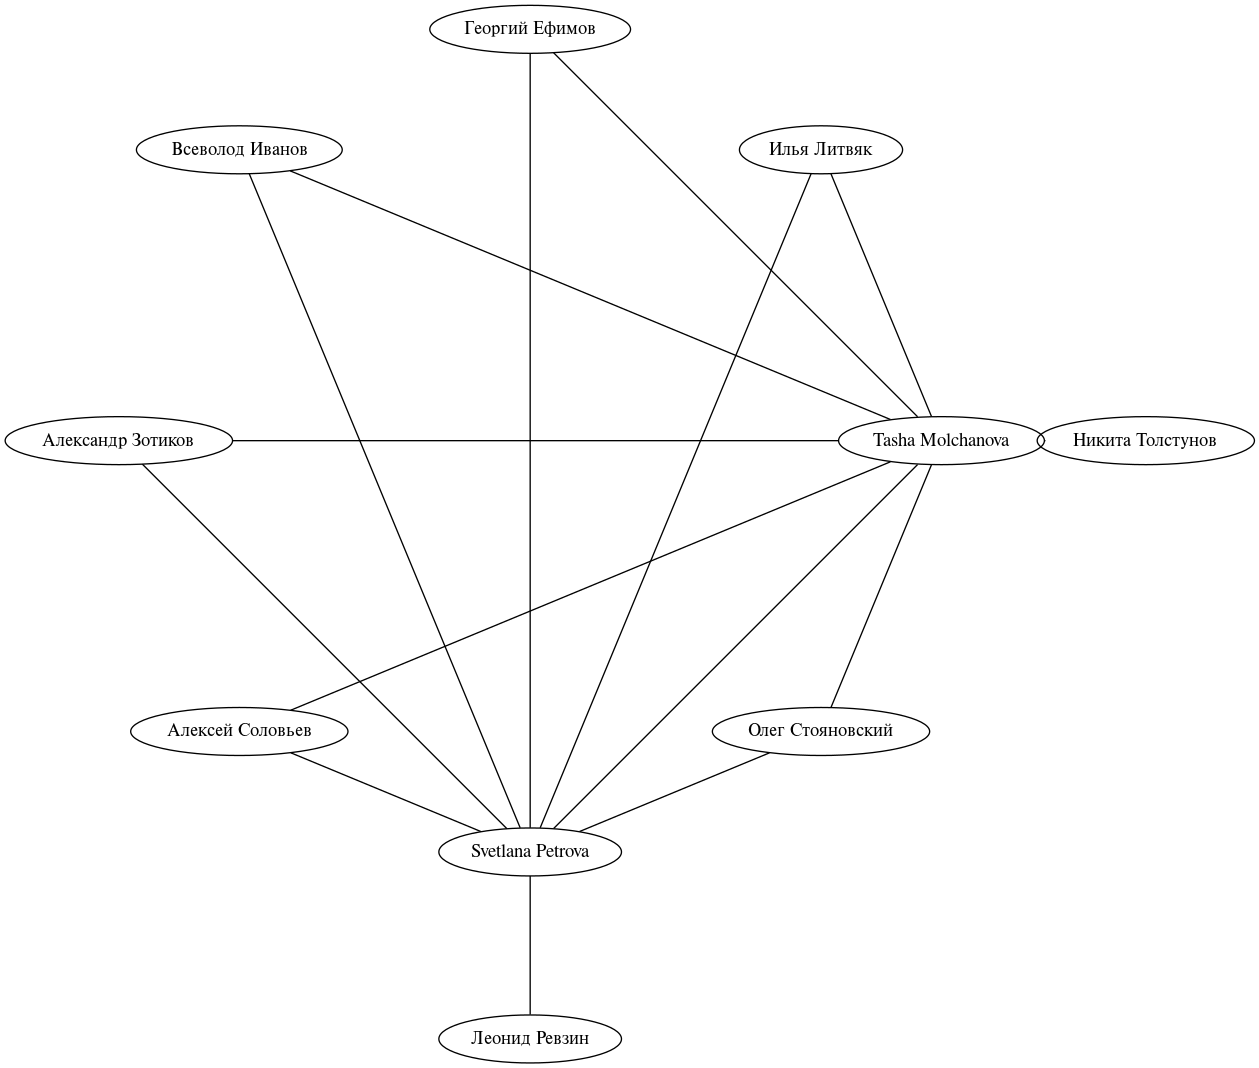 Георгий Ефимов
Всеволод Иванов
Илья Литвяк
Александр Зотиков
Tasha Molchanova
Никита Толстунов
Алексей Соловьев
Олег Стояновский
Svetlana Petrova
Леонид Ревзин